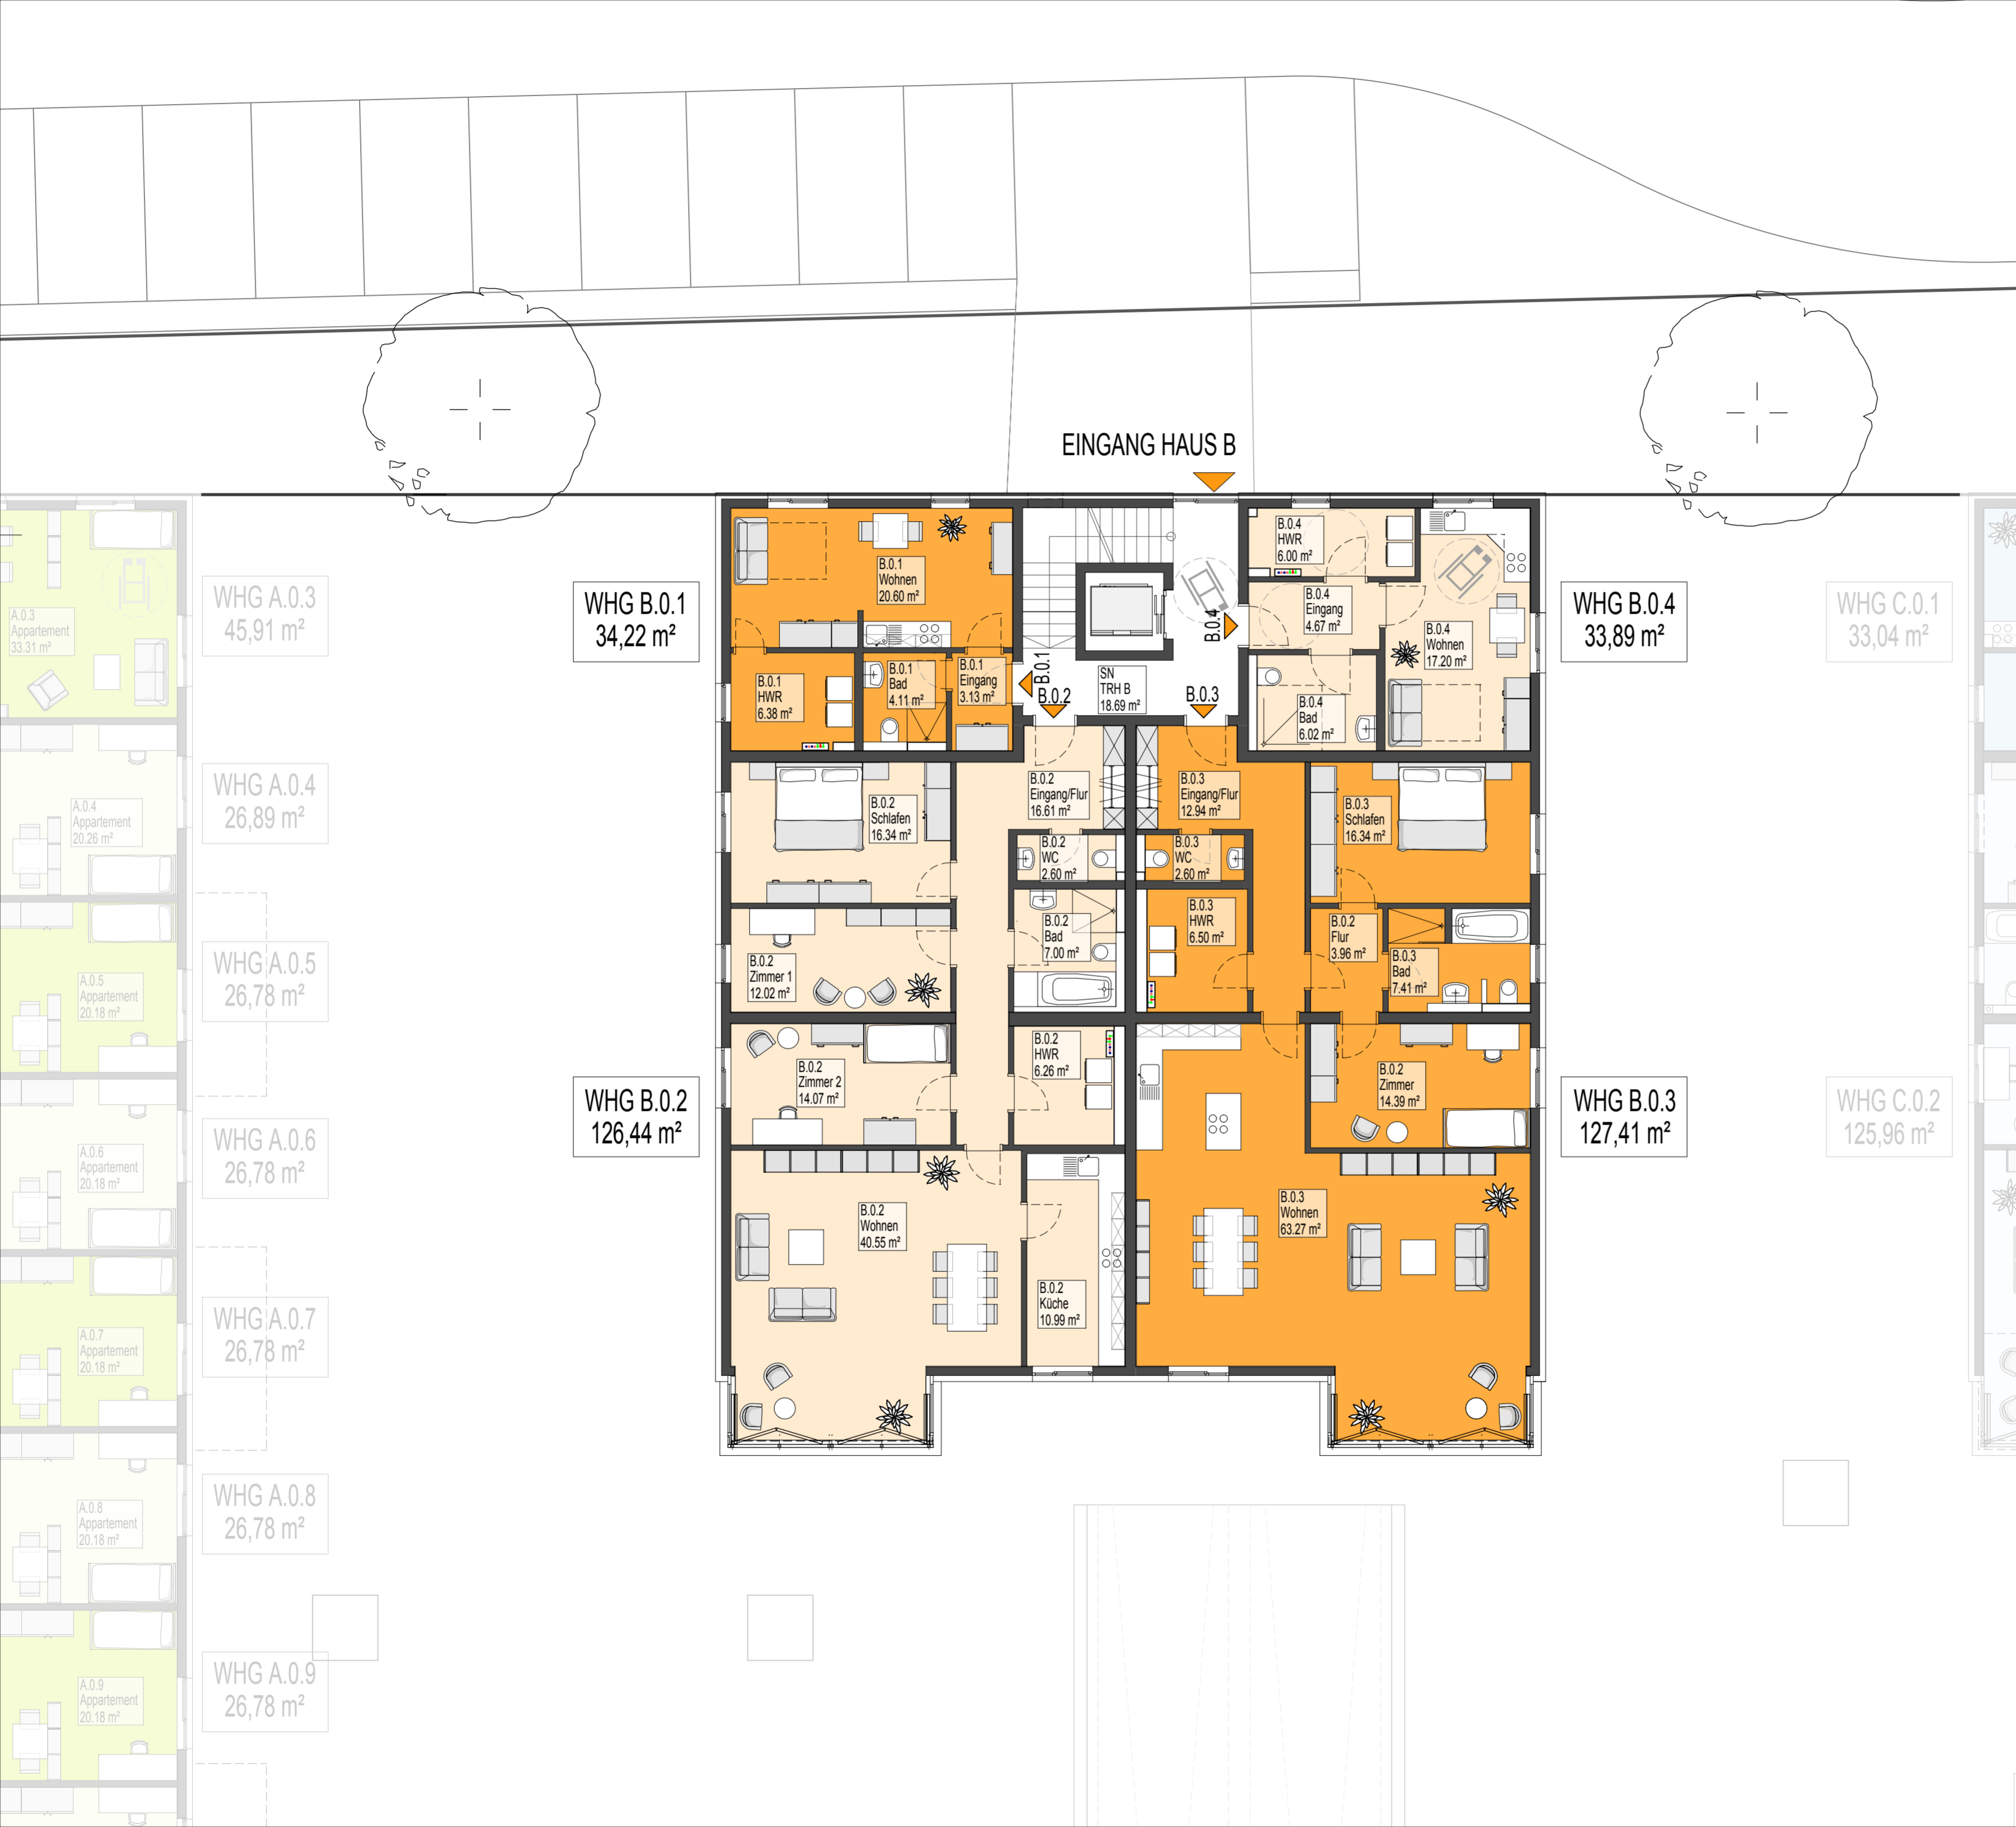 EINGANG HAUS B
WHG A.0.3
45,91 m²
A.0.3
Appartement
33.31 m²
WHG A.0.4
26,89 m²
A.0.4
Appartement
20.26 m²
WHG A.0.5
26,78 m²
A.0.5
Appartement
20.18 m²
WHG A.0.6
26,78 m²
A.0.6
Appartement
20.18 m²
WHG A.0.7
26,78 m²
A.0.7
Appartement
20.18 m²
WHG A.0.8
26,78 m²
A.0.8
Appartement
20.18 m²
WHG A.0.9
26,78 m²
A.0.9
Appartement
20.18 m²
WHG B.0.1
34,22 m²
B.0.1
Wohnen
20.60 m²
B.0.1
HWR
6.38 m²
B.0.1
Bad
4.11 m²
B.0.1
Eingang
3.13 m²
B.0.1
B.0.2
SN
TRH B
18.69 m²
B.0.3
B.0.4
B.0.4
HWR
6.00 m²
B.0.4
Eingang
4.67 m²
B.0.4
Wohnen
17.20 m²
B.0.4
Bad
6.02 m²
WHG B.0.4
33,89 m²
WHG C.0.1
33,04 m²
WHG B.0.2
126,44 m²
B.0.2
Eingang/Flur
16.61 m²
B.0.2
Schlafen
16.34 m²
B.0.2
WC
2.60 m²
B.0.2
Bad
7.00 m²
B.0.2
Zimmer 1
12.02 m²
B.0.2
Zimmer 2
14.07 m²
B.0.2
HWR
6.26 m²
B.0.2
Wohnen
40.55 m²
B.0.2
Küche
10.99 m²
B.0.3
Eingang/Flur
12.94 m²
B.0.3
Schlafen
16.34 m²
B.0.3
WC
2.60 m²
B.0.3
HWR
6.50 m²
B.0.2
Flur
3.96 m²
B.0.3
Bad
7.41 m²
B.0.2
Zimmer
14.39 m²
B.0.3
Wohnen
63.27 m²
WHG B.0.3
127,41 m²
WHG C.0.2
125,96 m²